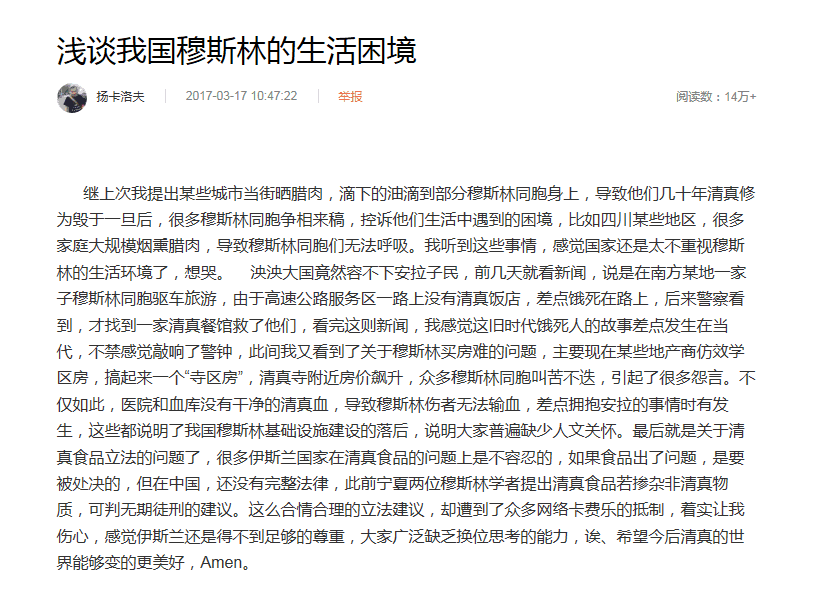 浅谈我国穆斯林的生活困境
扬卡洛夫 2017-03-17 10:47:22 举报 阅读数：14万+
继上次我提出某些城市当街晒腊肉，滴下的油滴到部分穆斯林同胞身上，导致他们几十年清真修
为毁于一旦后，很多穆斯林同胞争相来稿，控诉他们生活中遇到的困境，比如四川某些地区，很多
家庭大规模烟熏腊肉，导致穆斯林同胞们无法呼吸。我听到这些事情，感觉国家还是太不重视穆斯
林的生活环境了，想哭。 泱泱大国竟然容不下安拉子民，前几天就看新闻，说是在南方某地一家
子穆斯林同胞驱车旅游，由于高速公路服务区一路上没有清真饭店，差点饿死在路上，后来警察看
到，才找到一家清真餐馆救了他们，看完这则新闻，我感觉这旧时代饿死人的故事差点发生在当
代，不禁感觉敲响了警钟，此间我又看到了关于穆斯林买房难的问题，主要现在某些地产商仿效学
区房，搞起来一个“寺区房”，清真寺附近房价飙升，众多穆斯林同胞叫苦不迭，引起了很多怨言。不
仅如此，医院和血库没有干净的清真血，导致穆斯林伤者无法输血，差点拥抱安拉的事情时有发
生，这些都说明了我国穆斯林基础设施建设的落后，说明大家普遍缺少人文关怀。最后就是关于清
真食品立法的问题了，很多伊斯兰国家在清真食品的问题上是不容忍的，如果食品出了问题，是要
被处决的，但在中国，还没有完整法律，此前宁夏两位穆斯林学者提出清真食品若掺杂非清真物
质，可判无期徒刑的建议。这么合情合理的立法建议，却遭到了众多网络卡费乐的抵制，着实让我
伤心，感觉伊斯兰还是得不到足够的尊重，大家广泛缺乏换位思考的能力，诶、希望今后清真的世
界能够变的更美好，Amen。